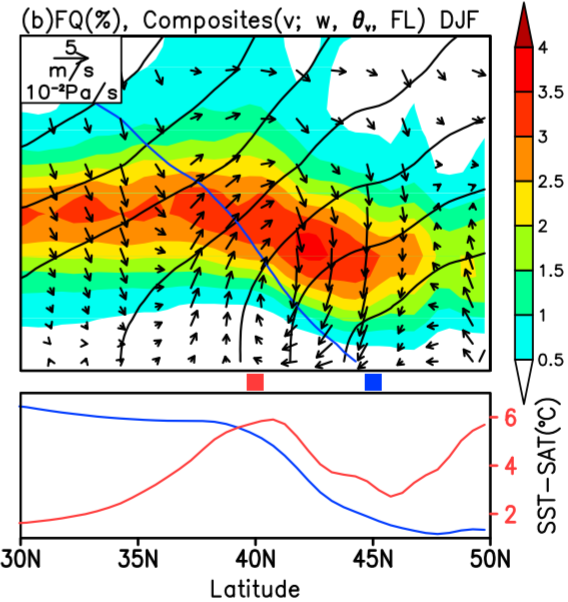 (b)FQ(%), Composites(v; w, θv, FL) DJF
5
m/s
10⁻²Pa/s
4
3.5
3
2.5
2
1.5
1
0.5
6
4
2
SST-SAT(°C)
30N 35N 40N 45N 50N
Latitude